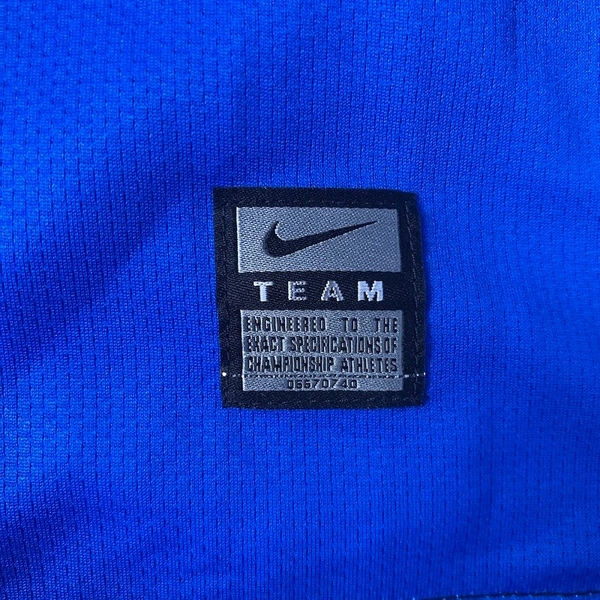 TEAM
ENGINEERED TO THE
EXACT SPECIFICATIONS OF
CHAMPIONSHIP ATHLETES
05570740